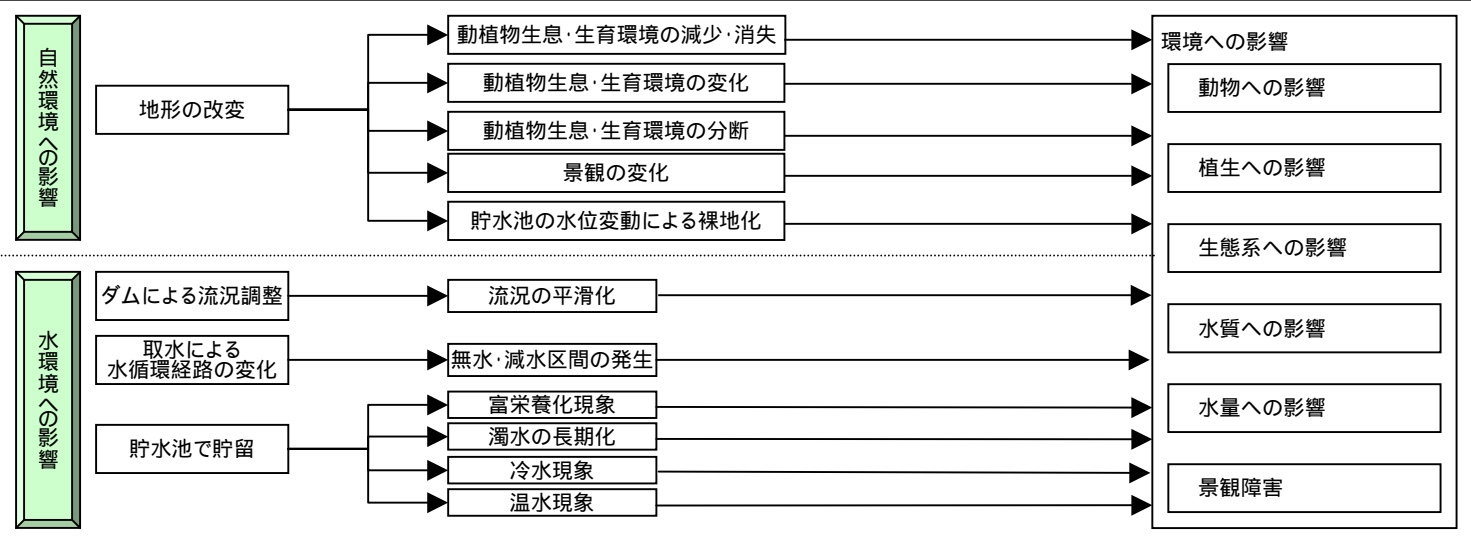 自然環境への影響
地形の改変
動植物生息・生育環境の減少・消失
動植物生息・生育環境の変化
動植物生息・生育環境の分断
景観の変化
貯水池の水位変動による裸地化
水環境への影響
ダムによる流況調整
流況の平滑化
取水による
水循環経路の変化
無水・減水区間の発生
貯水池で貯留
富栄養化現象
濁水の長期化
冷水現象
温水現象
環境への影響
動物への影響
植生への影響
生態系への影響
水質への影響
水量への影響
景観障害